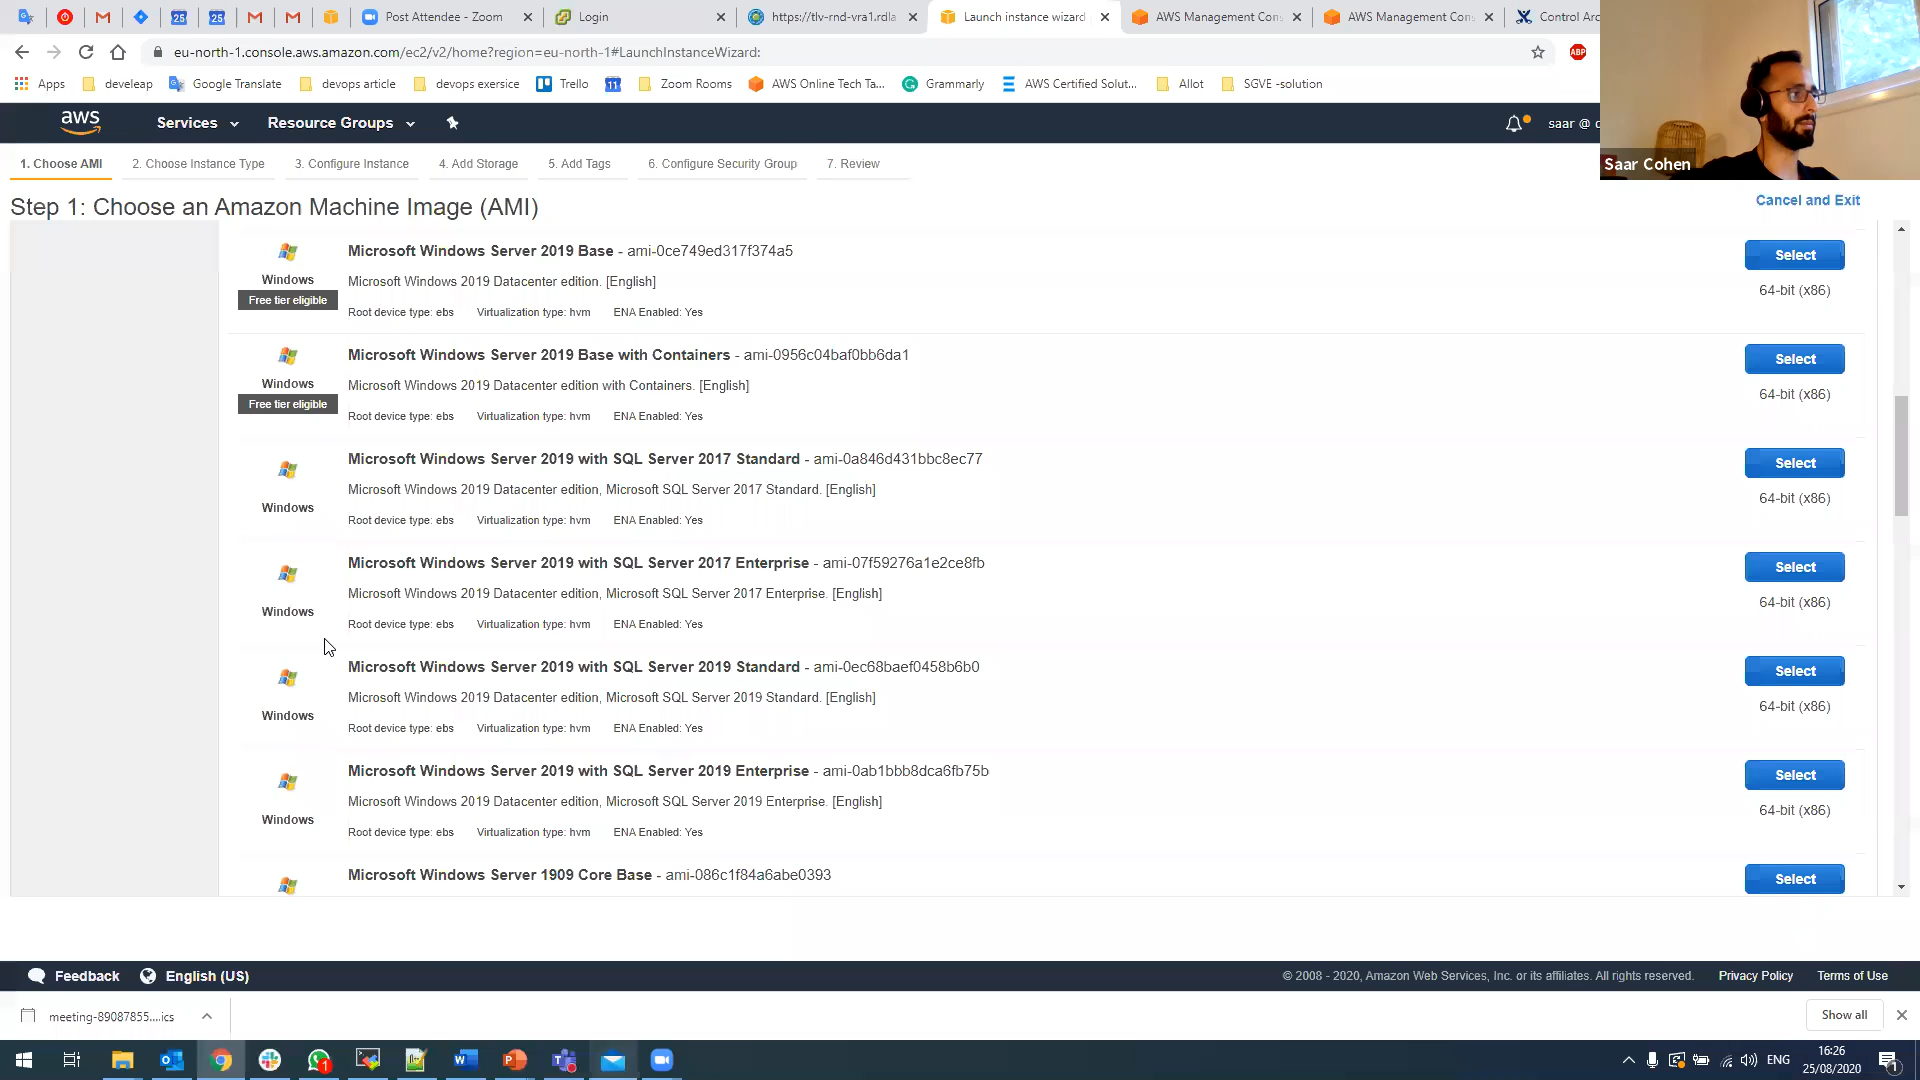 Post Attendee - Zoom
Login
https://tlv-rnd-vra1.rdla
Launch instance wizard
AWS Management Con
AWS Management Con
Control Arc
eu-north-1.console.aws.amazon.com/ec2/v2/home?region=eu-north-1#LaunchInstanceWizard:
ABP
Apps
develeap
Google Translate
devops article
devops exersice
Trello
11
Zoom Rooms
AWS Online Tech Ta...
Grammarly
AWS Certified Solut...
Allot
SGVE -solution
aws
Services
Resource Groups
saar @
Saar Cohen
1. Choose AMI
2. Choose Instance Type
3. Configure Instance
4. Add Storage
5. Add Tags
6. Configure Security Group
7. Review
Step 1: Choose an Amazon Machine Image (AMI)
Cancel and Exit
Windows
Free tier eligible
Microsoft Windows Server 2019 Base - ami-0ce749ed317f374a5
Microsoft Windows 2019 Datacenter edition. [English]
Root device type: ebs Virtualization type: hvm ENA Enabled: Yes
Select
64-bit (x86)
Windows
Free tier eligible
Microsoft Windows Server 2019 Base with Containers - ami-0956c04baf0bb6da1
Microsoft Windows 2019 Datacenter edition with Containers. [English]
Root device type: ebs Virtualization type: hvm ENA Enabled: Yes
Select
64-bit (x86)
Windows
Microsoft Windows Server 2019 with SQL Server 2017 Standard - ami-0a846d431bbc8ec77
Microsoft Windows 2019 Datacenter edition, Microsoft SQL Server 2017 Standard. [English]
Root device type: ebs Virtualization type: hvm ENA Enabled: Yes
Select
64-bit (x86)
Windows
Microsoft Windows Server 2019 with SQL Server 2017 Enterprise - ami-07f59276a1e2ce8fb
Microsoft Windows 2019 Datacenter edition, Microsoft SQL Server 2017 Enterprise. [English]
Root device type: ebs Virtualization type: hvm ENA Enabled: Yes
Select
64-bit (x86)
Windows
Microsoft Windows Server 2019 with SQL Server 2019 Standard - ami-0ec68baef0458b6b0
Microsoft Windows 2019 Datacenter edition, Microsoft SQL Server 2019 Standard. [English]
Root device type: ebs Virtualization type: hvm ENA Enabled: Yes
Select
64-bit (x86)
Windows
Microsoft Windows Server 2019 with SQL Server 2019 Enterprise - ami-0ab1bbb8dca6fb75b
Microsoft Windows 2019 Datacenter edition, Microsoft SQL Server 2019 Enterprise. [English]
Root device type: ebs Virtualization type: hvm ENA Enabled: Yes
Select
64-bit (x86)
Microsoft Windows Server 1909 Core Base - ami-086c1f84a6abe0393
Select
Feedback
English (US)
© 2008 - 2020, Amazon Web Services, Inc. or its affiliates. All rights reserved.
Privacy Policy
Terms of Use
meeting-89087855....ics
Show all
ENG
16:26
25/08/2020